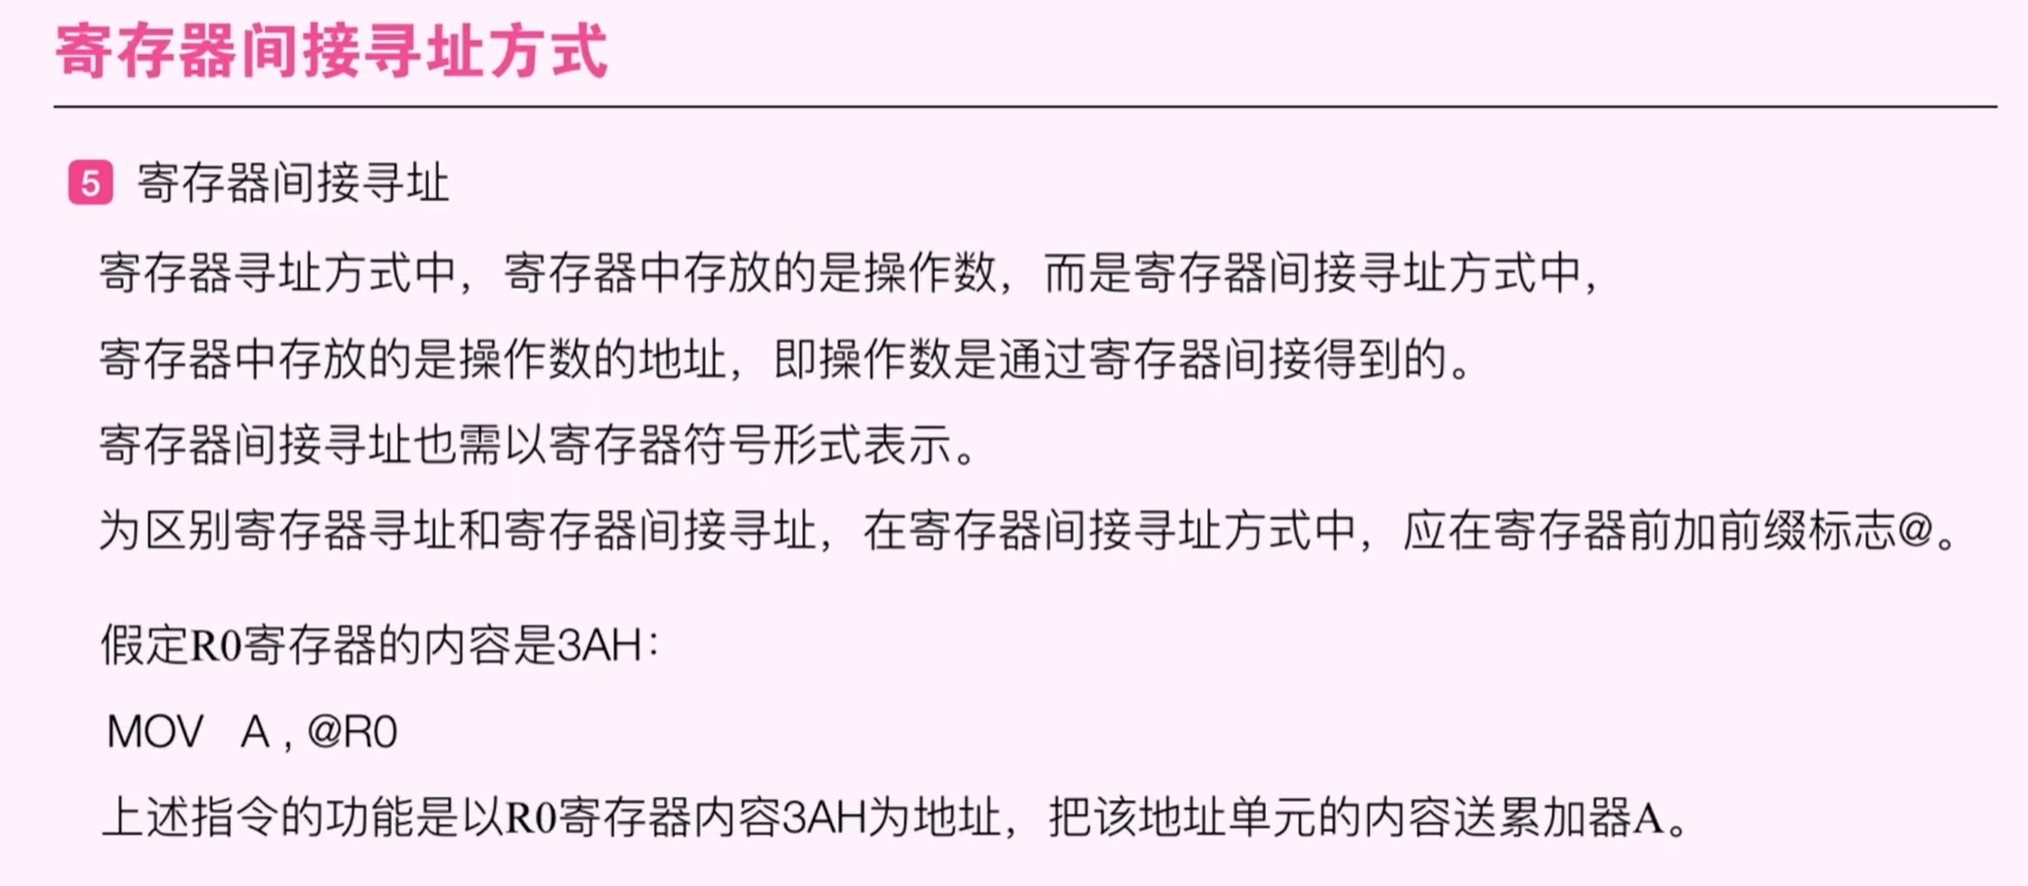 寄存器间接寻址方式
5 寄存器间接寻址
寄存器寻址方式中，寄存器中存放的是操作数，而是寄存器间接寻址方式中，
寄存器中存放的是操作数的地址，即操作数是通过寄存器间接得到的。
寄存器间接寻址也需以寄存器符号形式表示。
为区别寄存器寻址和寄存器间接寻址，在寄存器间接寻址方式中，应在寄存器前加前缀标志@。
假定R0寄存器的内容是3AH：
MOV A , @R0
上述指令的功能是以R0寄存器内容3AH为地址，把该地址单元的内容送累加器A。